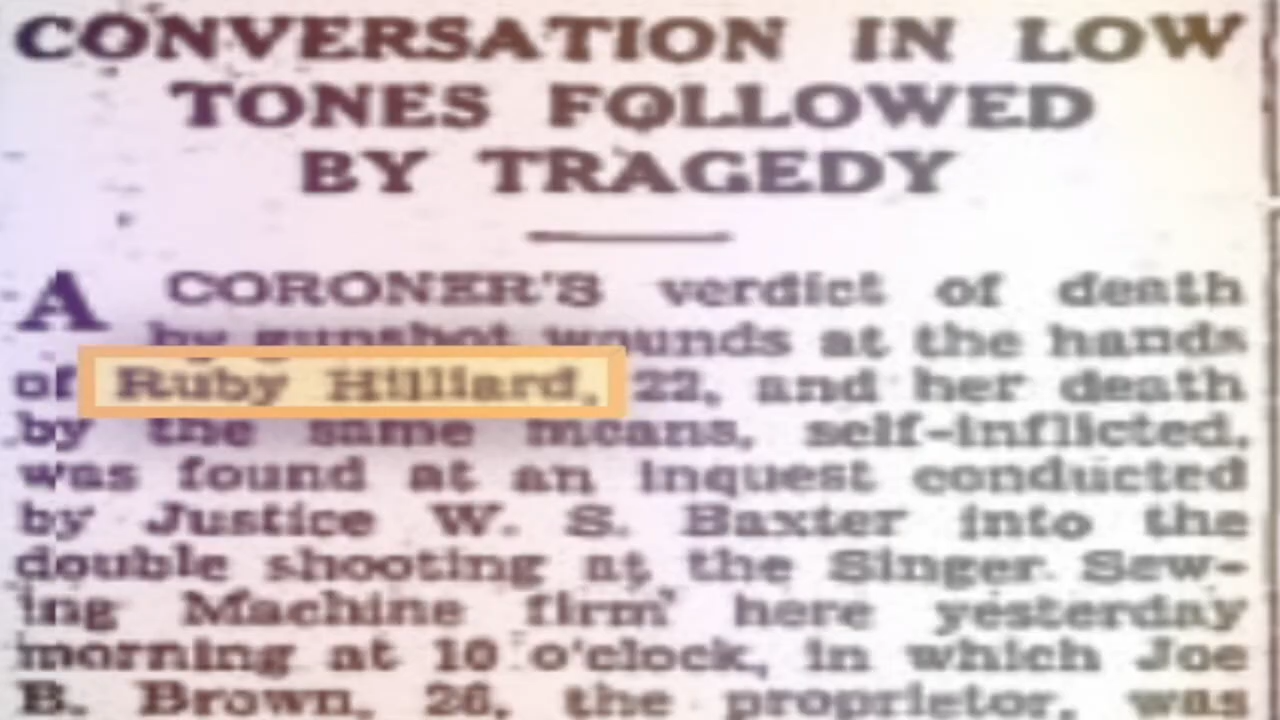 CONVERSATION IN LOW
TONES FOLLOWED
BY TRAGEDY
A CORONER'S verdict of death
by gunshot wounds at the hands
of Ruby Hilliard, 22, and her death
by the same means, self-inflicted,
was found at an inquest conducted
by Justice W. S. Baxter into the
double shooting at the Singer Sew-
ing Machine firm here yesterday
morning at 10 o'clock, in which Joe
B. Brown, 26, the proprietor, was